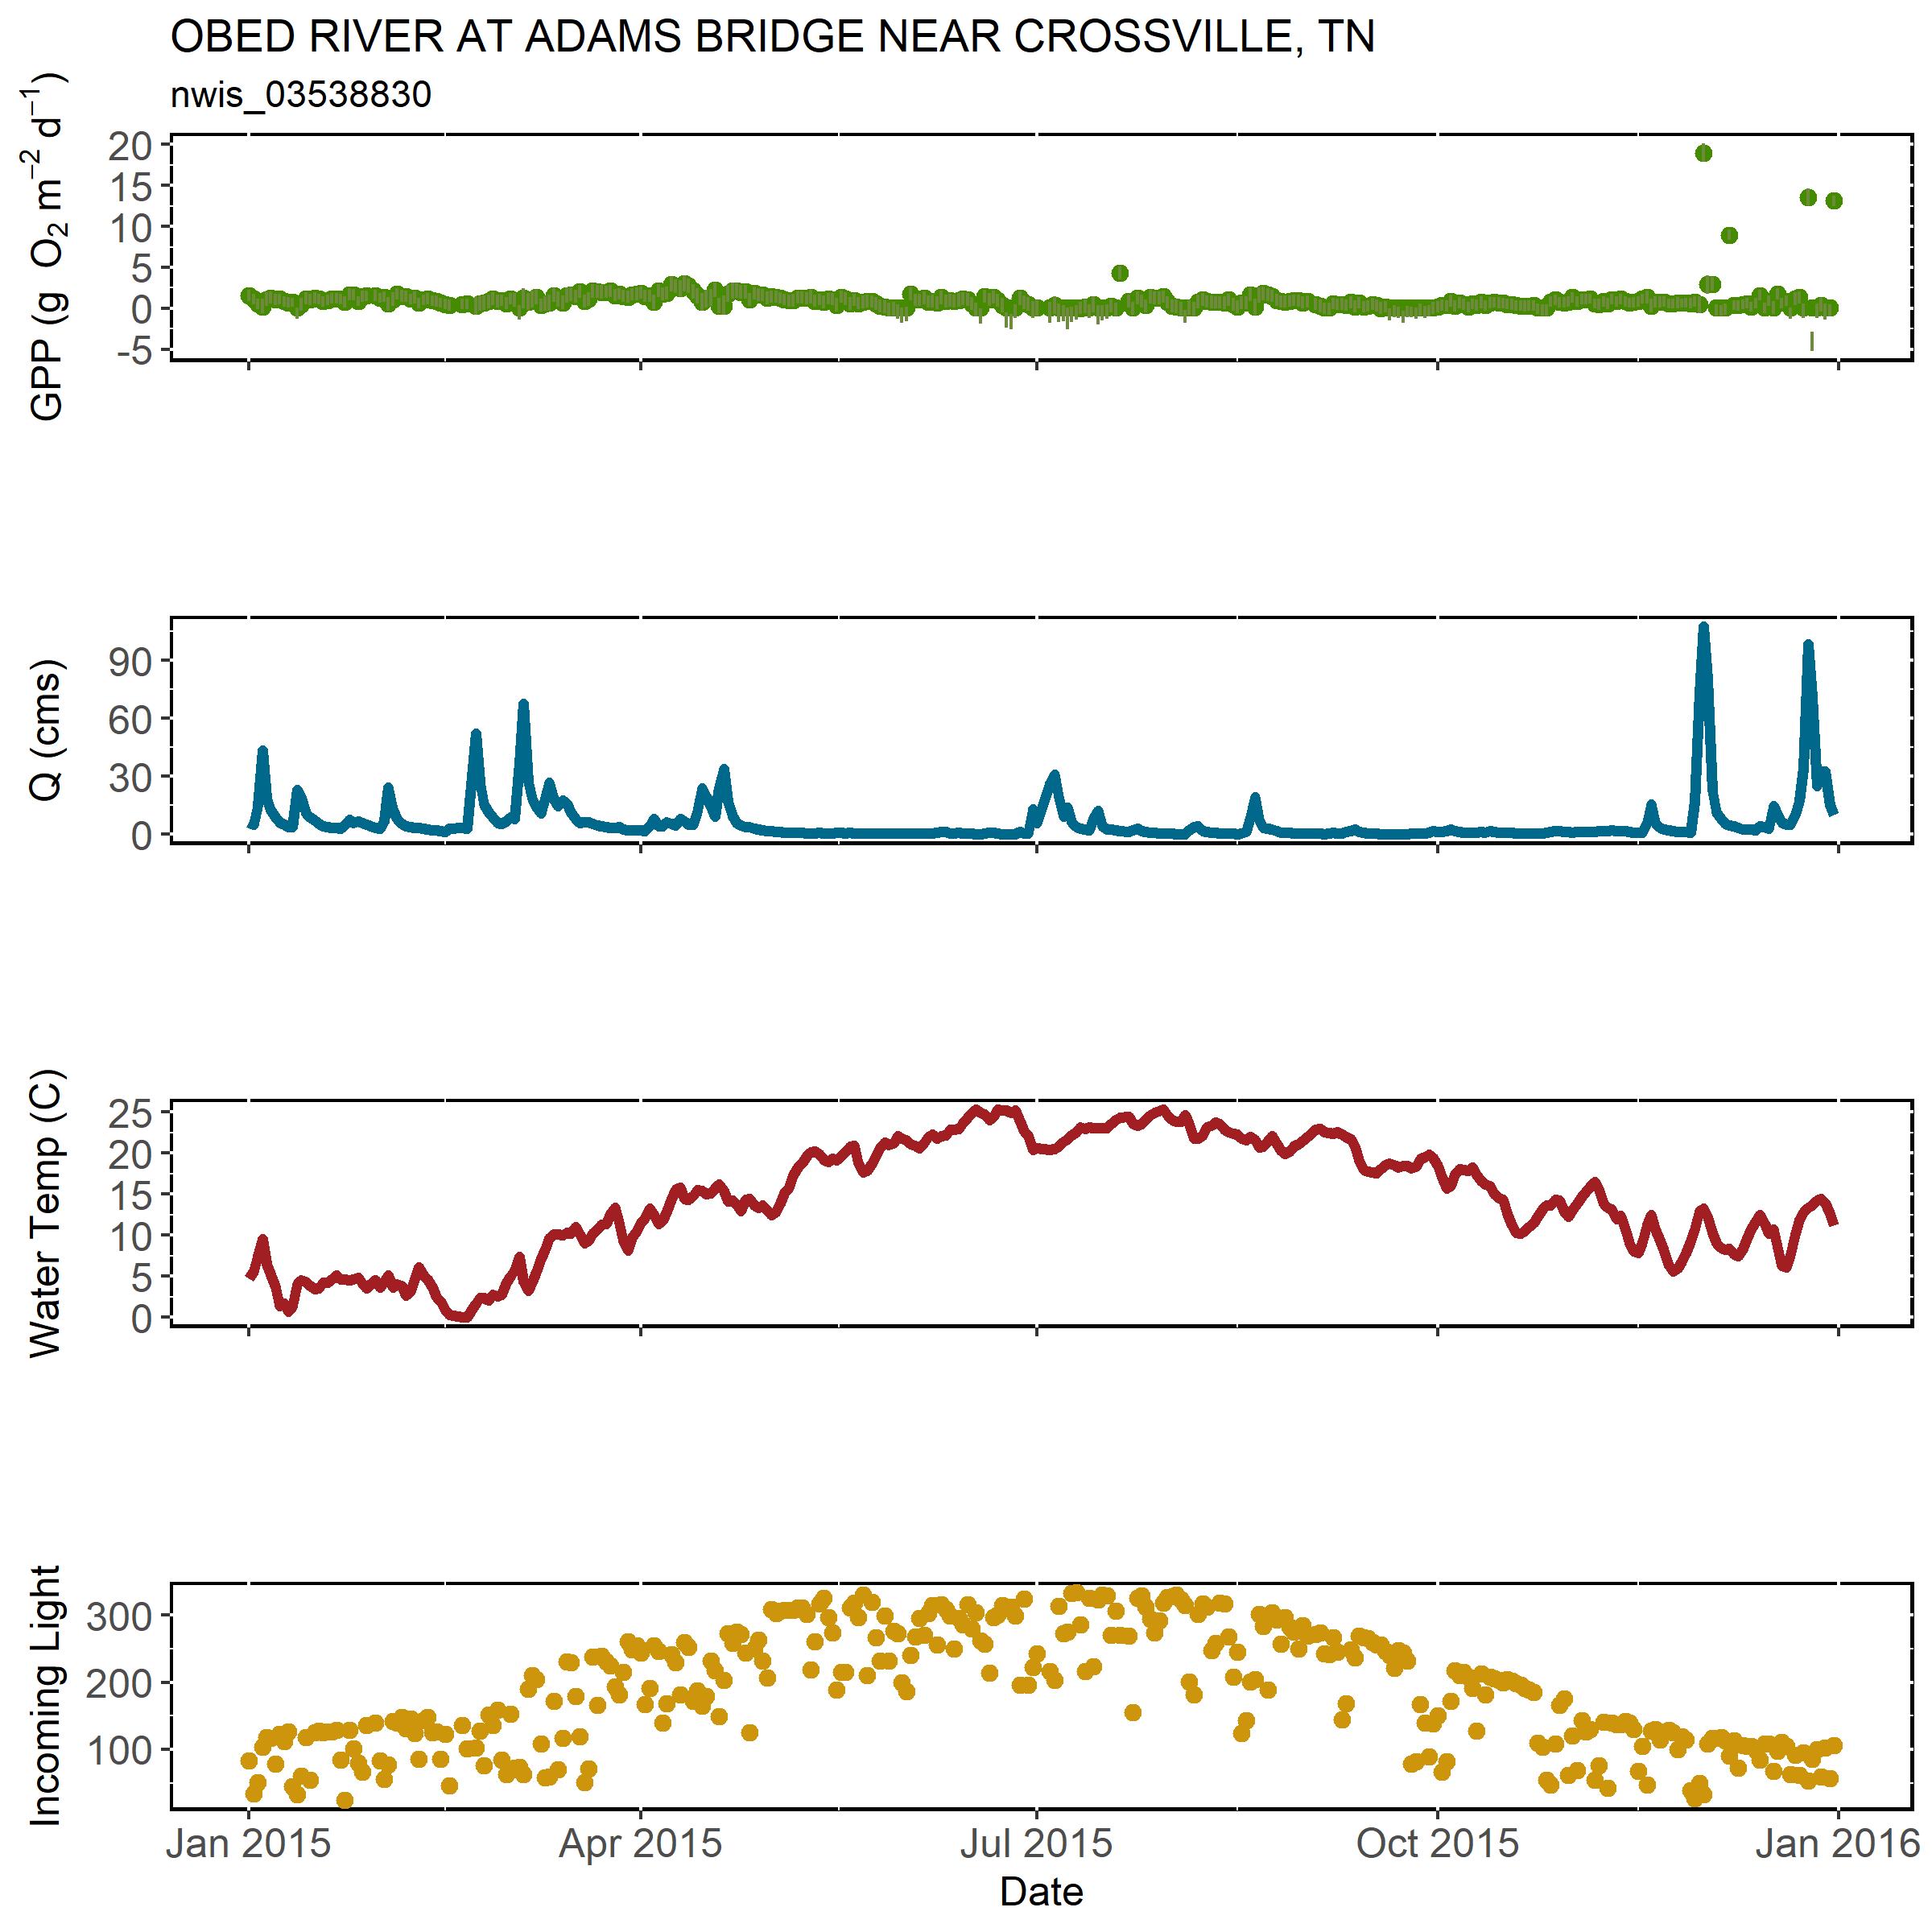 OBED RIVER AT ADAMS BRIDGE NEAR CROSSVILLE, TN
nwis_03538830
GPP (g O₂ m⁻² d⁻¹)
20
15
10
5
0
-5
Q (cms)
90
60
30
0
Water Temp (C)
25
20
15
10
5
0
Incoming Light
300
200
100
Jan 2015 Apr 2015 Jul 2015 Oct 2015 Jan 2016
Date